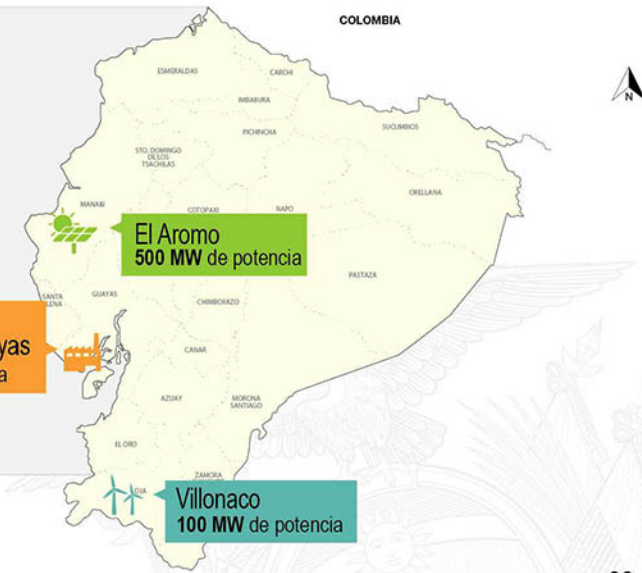 COLOMBIA
N
ESMERALDAS
CARCHI
IMBABURA
PICHINCHA
SUCUMBIOS
STO. DOMINGO
DE LOS
TSACHILAS
ORELLANA
MANABI
COTOPAXI
NAPO
El Aromo
500 MW de potencia
PASTAZA
SANTA
ELENA
GUAYAS
CHIMBORAZO
yas
a
CAÑAR
AZUAY
MORONA
SANTIAGO
EL ORO
ZAMORA
OJA
Villonaco
100 MW de potencia